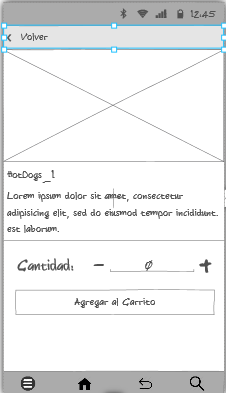 12:45
Volver
HotDogs_1
Lorem ipsum dolor sit amet, consectetur
adipisicing elit, sed do eiusmod tempor incididunt.
est laborum.
Cantidad: - 0 +
Agregar al Carrito